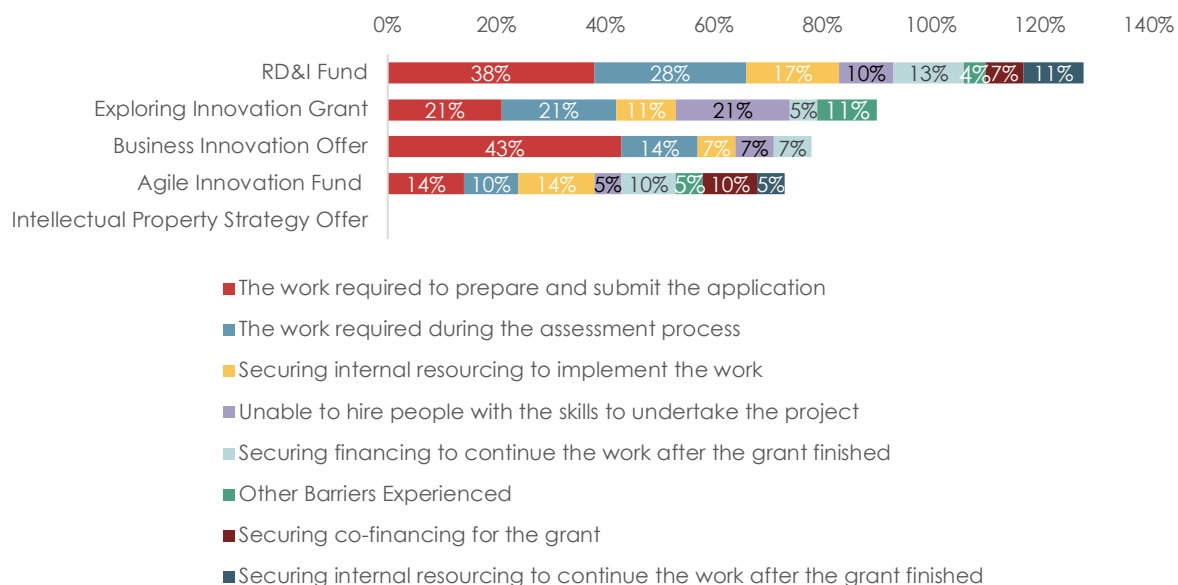 0% 20% 40% 60% 80% 100% 120% 140%
RD&I Fund 38% 28% 17% 10% 13% 4% 7% 11%
Exploring Innovation Grant 21% 21% 11% 21% 5% 11%
Business Innovation Offer 43% 14% 7% 7% 7%
Agile Innovation Fund 14% 10% 14% 5% 10% 5% 10% 5%
Intellectual Property Strategy Offer
The work required to prepare and submit the application
The work required during the assessment process
Securing internal resourcing to implement the work
Unable to hire people with the skills to undertake the project
Securing financing to continue the work after the grant finished
Other Barriers Experienced
Securing co-financing for the grant
Securing internal resourcing to continue the work after the grant finished